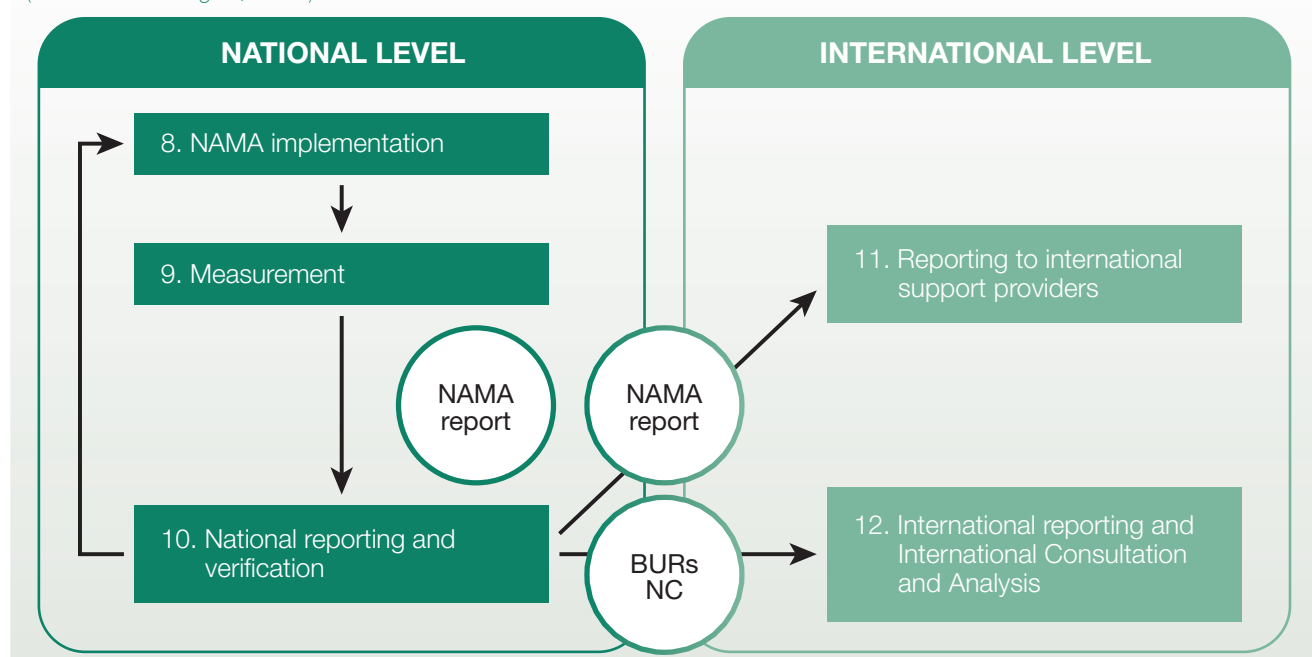 NATIONAL LEVEL
INTERNATIONAL LEVEL
8. NAMA implementation
9. Measurement
11. Reporting to international
support providers
NAMA
report
NAMA
report
10. National reporting and
verification
BURs
NC
12. International reporting and
International Consultation
and Analysis